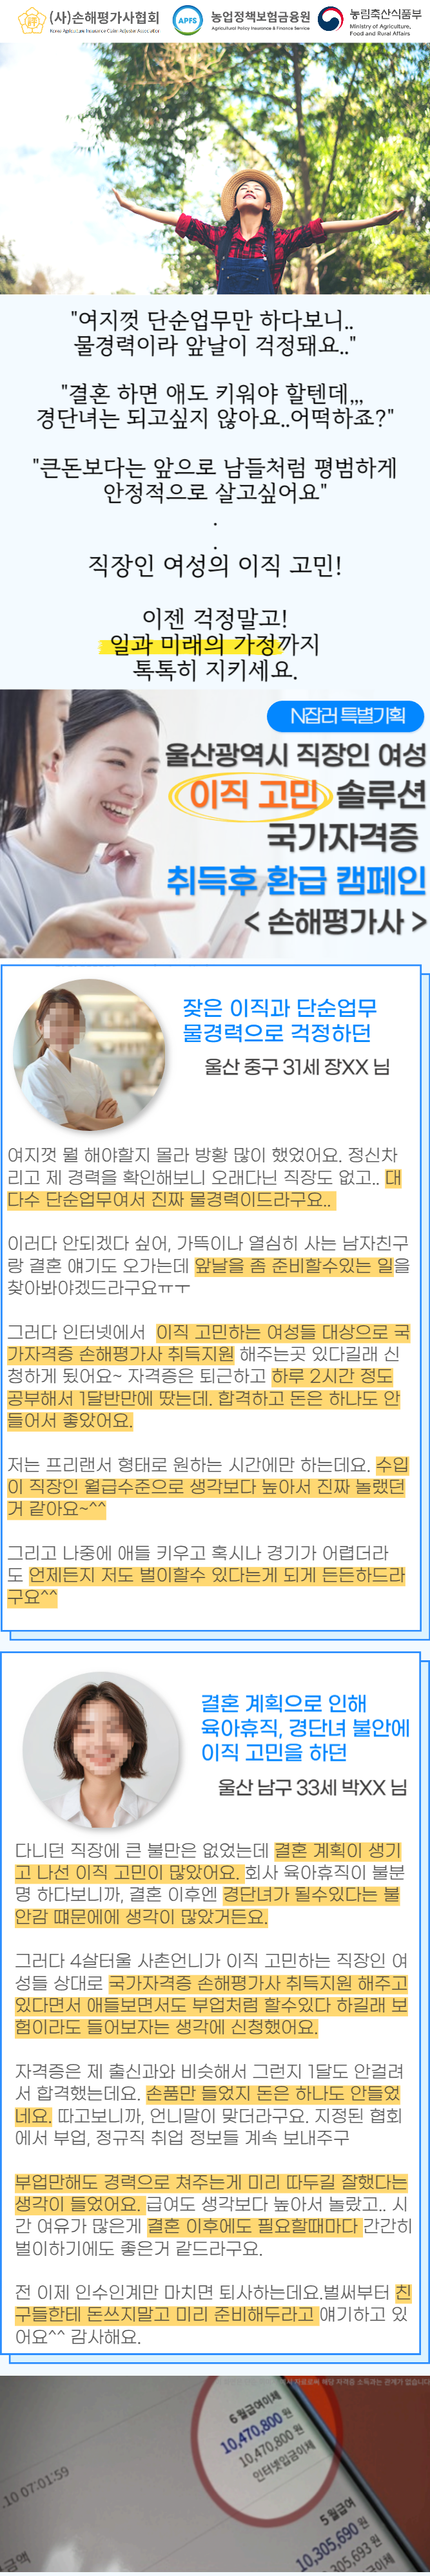 (사)손해평가사협회
Korea Agriculture Insurance Claim Adjuster Association
APFS
농업정책보험금융원
Agricultural Policy Insurance & Finance Service
농림축산식품부
Ministry of Agriculture,
Food and Rural Affairs
"여지껏 단순업무만 하다보니..
물경력이라 앞날이 걱정돼요.."
"결혼 하면 애도 키워야 할텐데,,,
경단녀는 되고싶지 않아요..어떡하죠?"
"큰돈보다는 앞으로 남들처럼 평범하게
안정적으로 살고싶어요"
.
.
직장인 여성의 이직 고민!
이젠 걱정말고!
일과 미래의 가정까지
톡톡히 지키세요.
N잡러 특별기획
울산광역시 직장인 여성
이직 고민 솔루션
국가자격증
취득후 환급 캠페인
< 손해평가사 >
잦은 이직과 단순업무
물경력으로 걱정하던
울산 중구 31세 장XX 님
여지껏 뭘 해야할지 몰라 방황 많이 했었어요. 정신차
리고 제 경력을 확인해보니 오래다닌 직장도 없고.. 대
다수 단순업무여서 진짜 물경력이드라구요..
이러다 안되겠다 싶어, 가뜩이나 열심히 사는 남자친구
랑 결혼 얘기도 오가는데 앞날을 좀 준비할수있는 일을
찾아봐야겠드라구요ㅠㅜ
그러다 인터넷에서 이직 고민하는 여성들 대상으로 국
가자격증 손해평가사 취득지원 해주는곳 있다길래 신
청하게 됬어요~ 자격증은 퇴근하고 하루 2시간 정도
공부해서 1달반만에 땄는데. 합격하고 돈은 하나도 안
들어서 좋았어요.
저는 프리랜서 형태로 원하는 시간에만 하는데요. 수입
이 직장인 월급수준으로 생각보다 높아서 진짜 놀랬던
거 같아요~^^
그리고 나중에 애들 키우고 혹시나 경기가 어렵더라
도 언제든지 저도 벌이할수 있다는게 되게 든든하드라
구요^^
결혼 계획으로 인해
육아휴직, 경단녀 불안에
이직 고민을 하던
울산 남구 33세 박XX 님
다니던 직장에 큰 불만은 없었는데 결혼 계획이 생기
고 나선 이직 고민이 많았어요. 회사 육아휴직이 불분
명 하다보니까, 결혼 이후엔 경단녀가 될수있다는 불
안감 떄문에에 생각이 많았거든요.
그러다 4살터울 사촌언니가 이직 고민하는 직장인 여
성들 상대로 국가자격증 손해평가사 취득지원 해주고
있다면서 애들보면서도 부업처럼 할수있다 하길래 보
험이라도 들어보자는 생각에 신청했어요.
자격증은 제 출신과와 비슷해서 그런지 1달도 안걸려
서 합격했는데요. 손품만 들었지 돈은 하나도 안들었
네요. 따고보니까, 언니말이 맞더라구요. 지정된 협회
에서 부업, 정규직 취업 정보들 계속 보내주구
부업만해도 경력으로 쳐주는게 미리 따두길 잘했다는
생각이 들었어요. 급여도 생각보다 높아서 놀랐고.. 시
간 여유가 많은게 결혼 이후에도 필요할때마다 간간히
벌이하기에도 좋은거 같드라구요.
전 이제 인수인계만 마치면 퇴사하는데요.벌써부터 친
구들한테 돈쓰지말고 미리 준비해두라고 얘기하고 있
어요^^ 감사해요.
자료로써 해당 자격증 소득과는 관계가 없습니다
6월급여이체
10,470,800 원
10,470,800 원
인터넷입금이체
.10 07:01:59
5월급여
10,305,690 원
305,693 원
금액